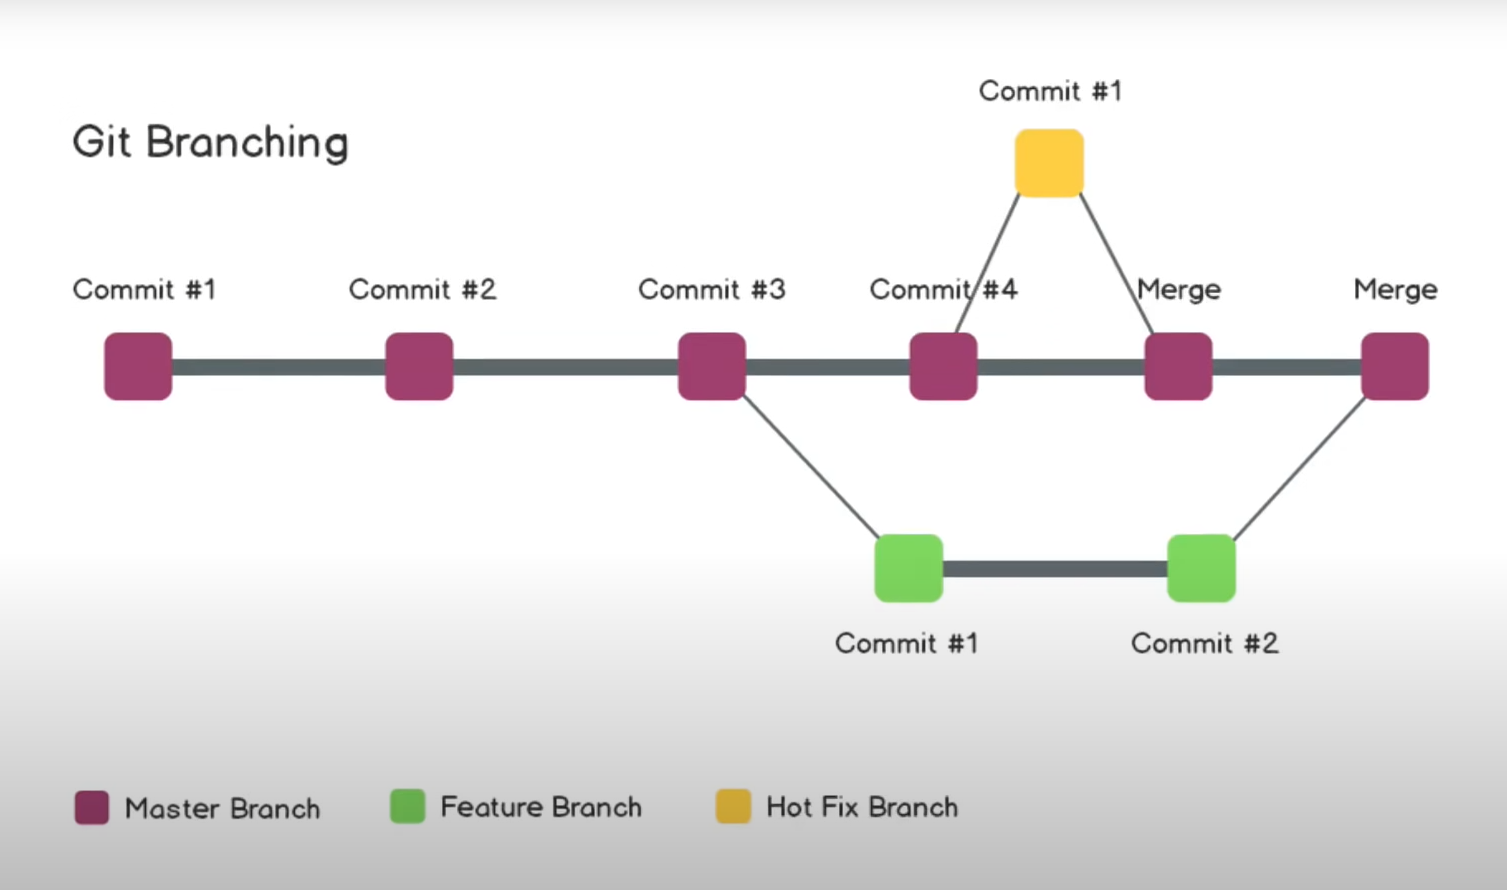 Commit #1
Git Branching
Commit #1
Commit #2
Commit #3
Commit #4
Merge
Merge
Commit #1
Commit #2
Master Branch
Feature Branch
Hot Fix Branch